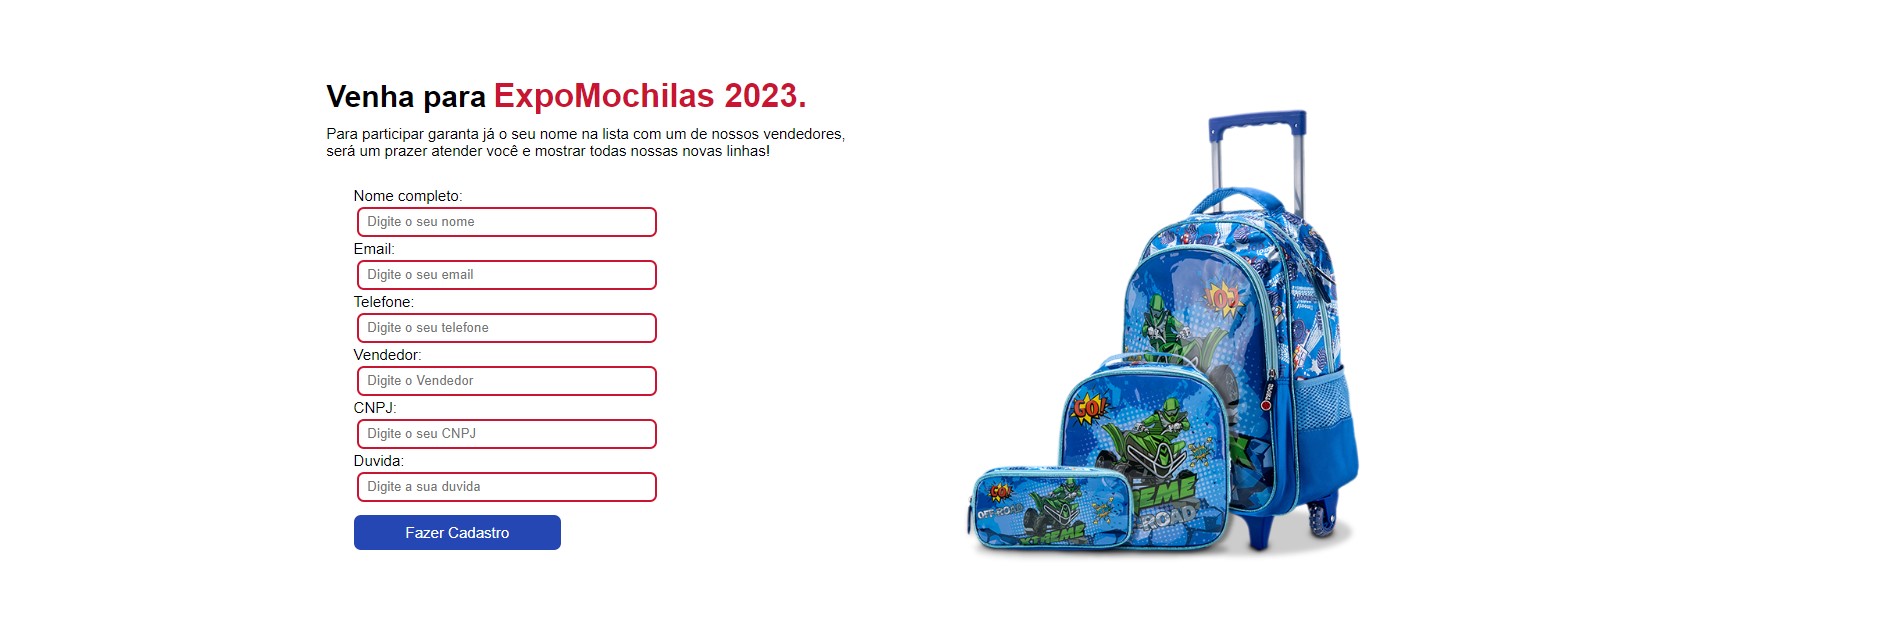 Venha para ExpoMochilas 2023.
Para participar garanta já o seu nome na lista com um de nossos vendedores,
será um prazer atender você e mostrar todas nossas novas linhas!
Nome completo:
Digite o seu nome
Email:
Digite o seu email
Telefone:
Digite o seu telefone
Vendedor:
Digite o Vendedor
CNPJ:
Digite o seu CNPJ
Duvida:
Digite a sua duvida
Fazer Cadastro
GO!
GO!
OFF-ROAD
XTREME
ROAD